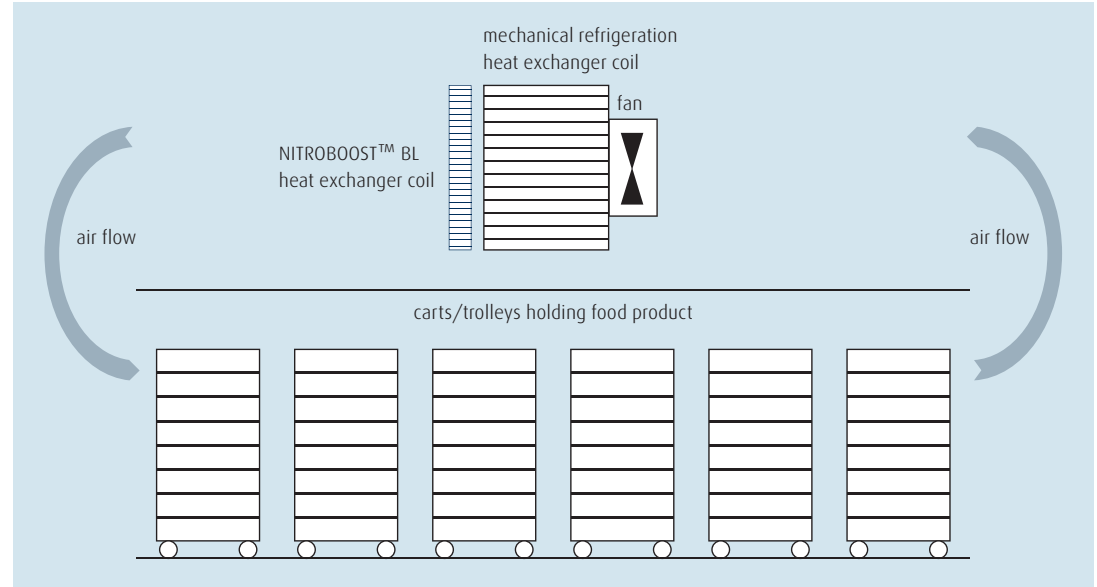 mechanical refrigeration
heat exchanger coil
fan
NITROBOOST™ BL
heat exchanger coil
air flow
air flow
carts/trolleys holding food product